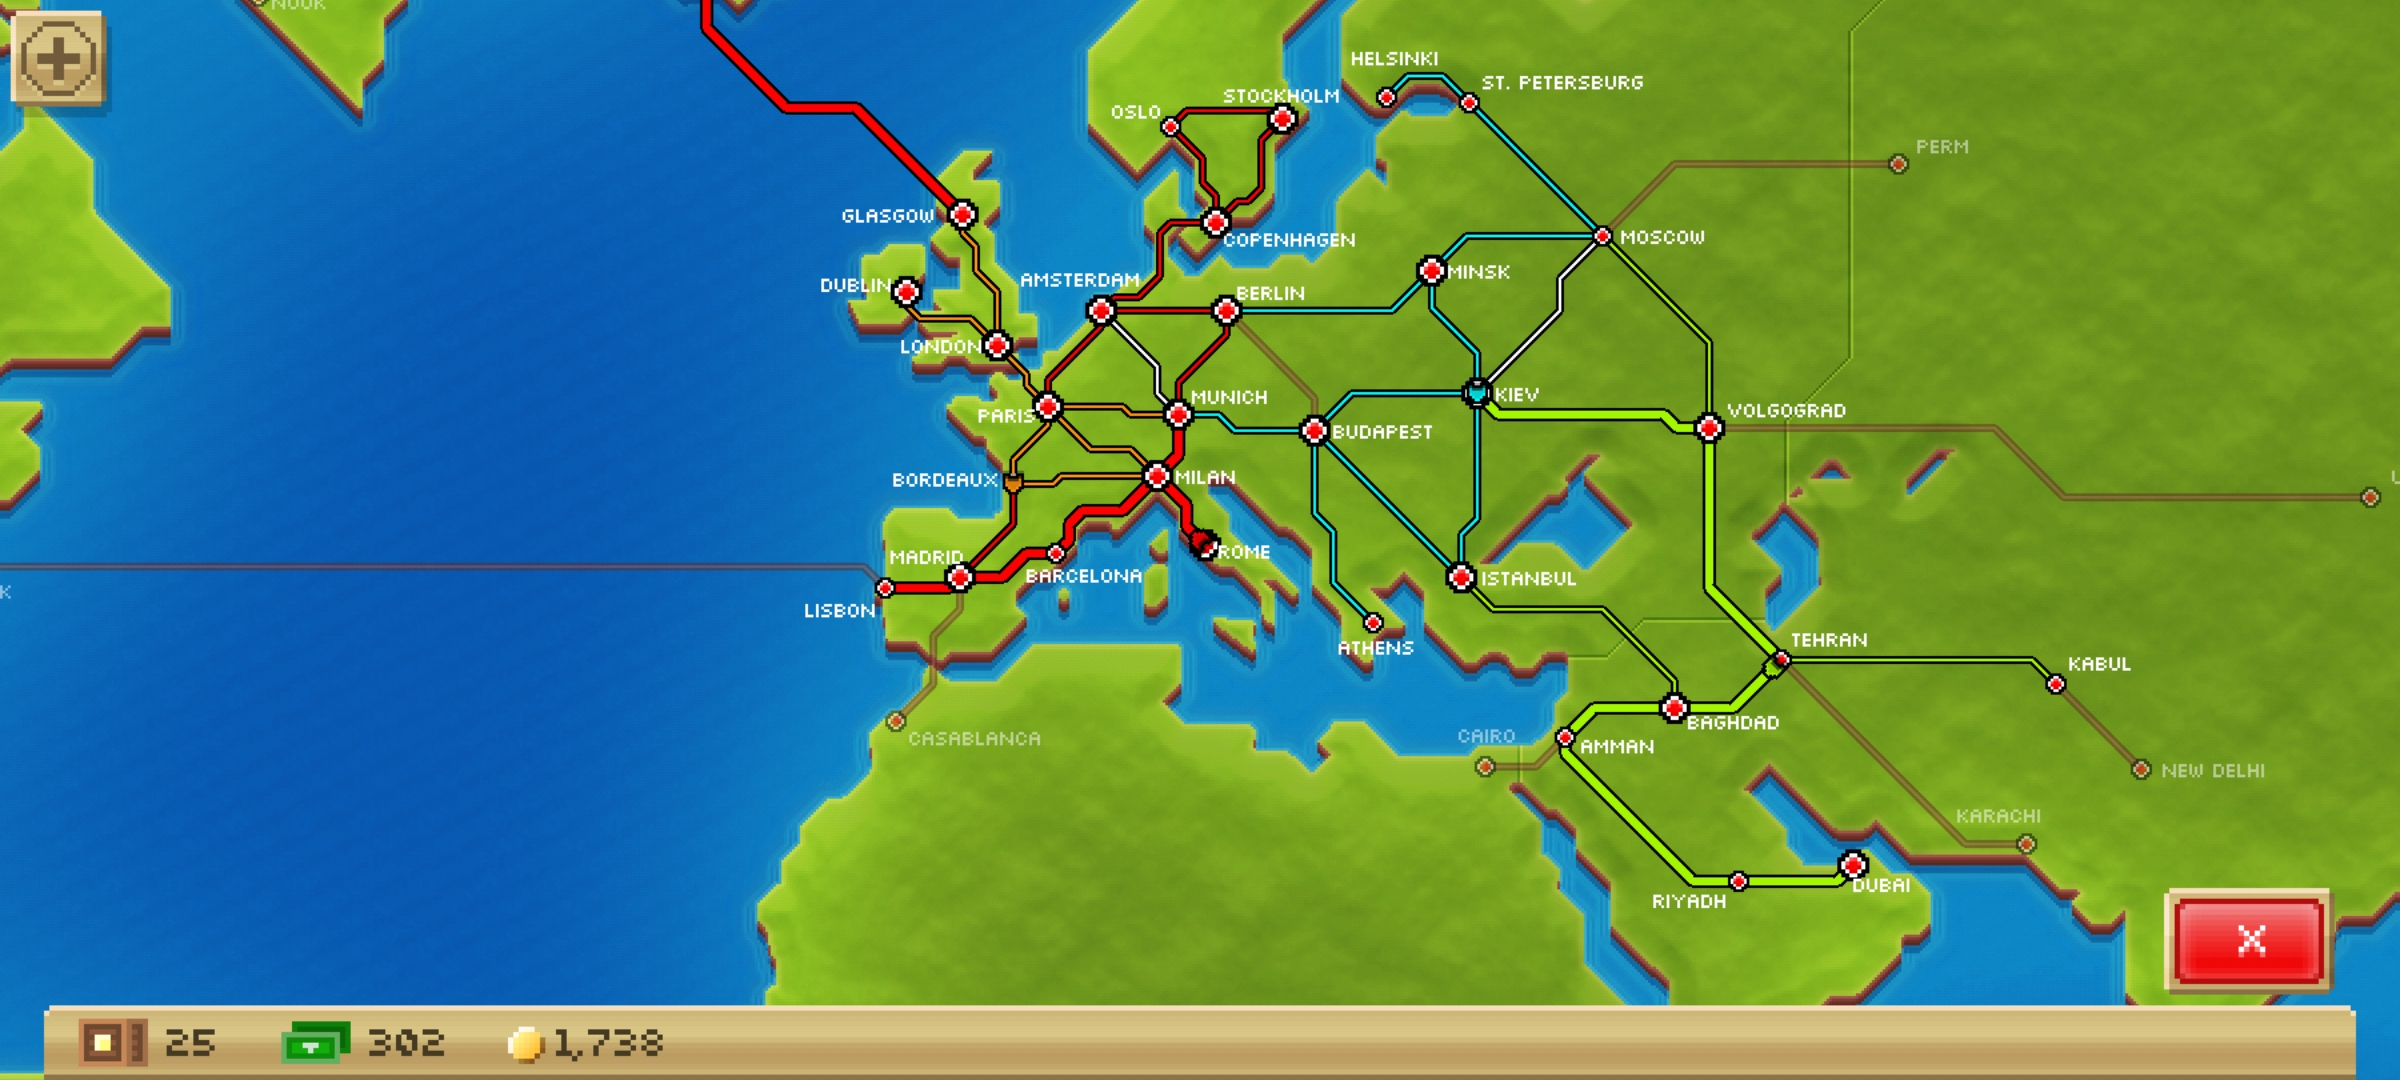 NUUK
HELSINKI
ST. PETERSBURG
STOCKHOLM
OSLO
PERM
GLASGOW
MOSCOW
COPENHAGEN
MINSK
AMSTERDAM
DUBLIN
BERLIN
LONDON
KIEV
MUNICH
VOLGOGRAD
PARIS
BUDAPEST
BORDEAUX
MILAN
MADRID
ROME
BARCELONA
ISTANBUL
K
LISBON
ATHENS
TEHRAN
KABUL
BAGHDAD
CASABLANCA
CAIRO
AMMAN
NEW DELHI
KARACHI
DUBAI
RIYADH
X
25 302 1,738